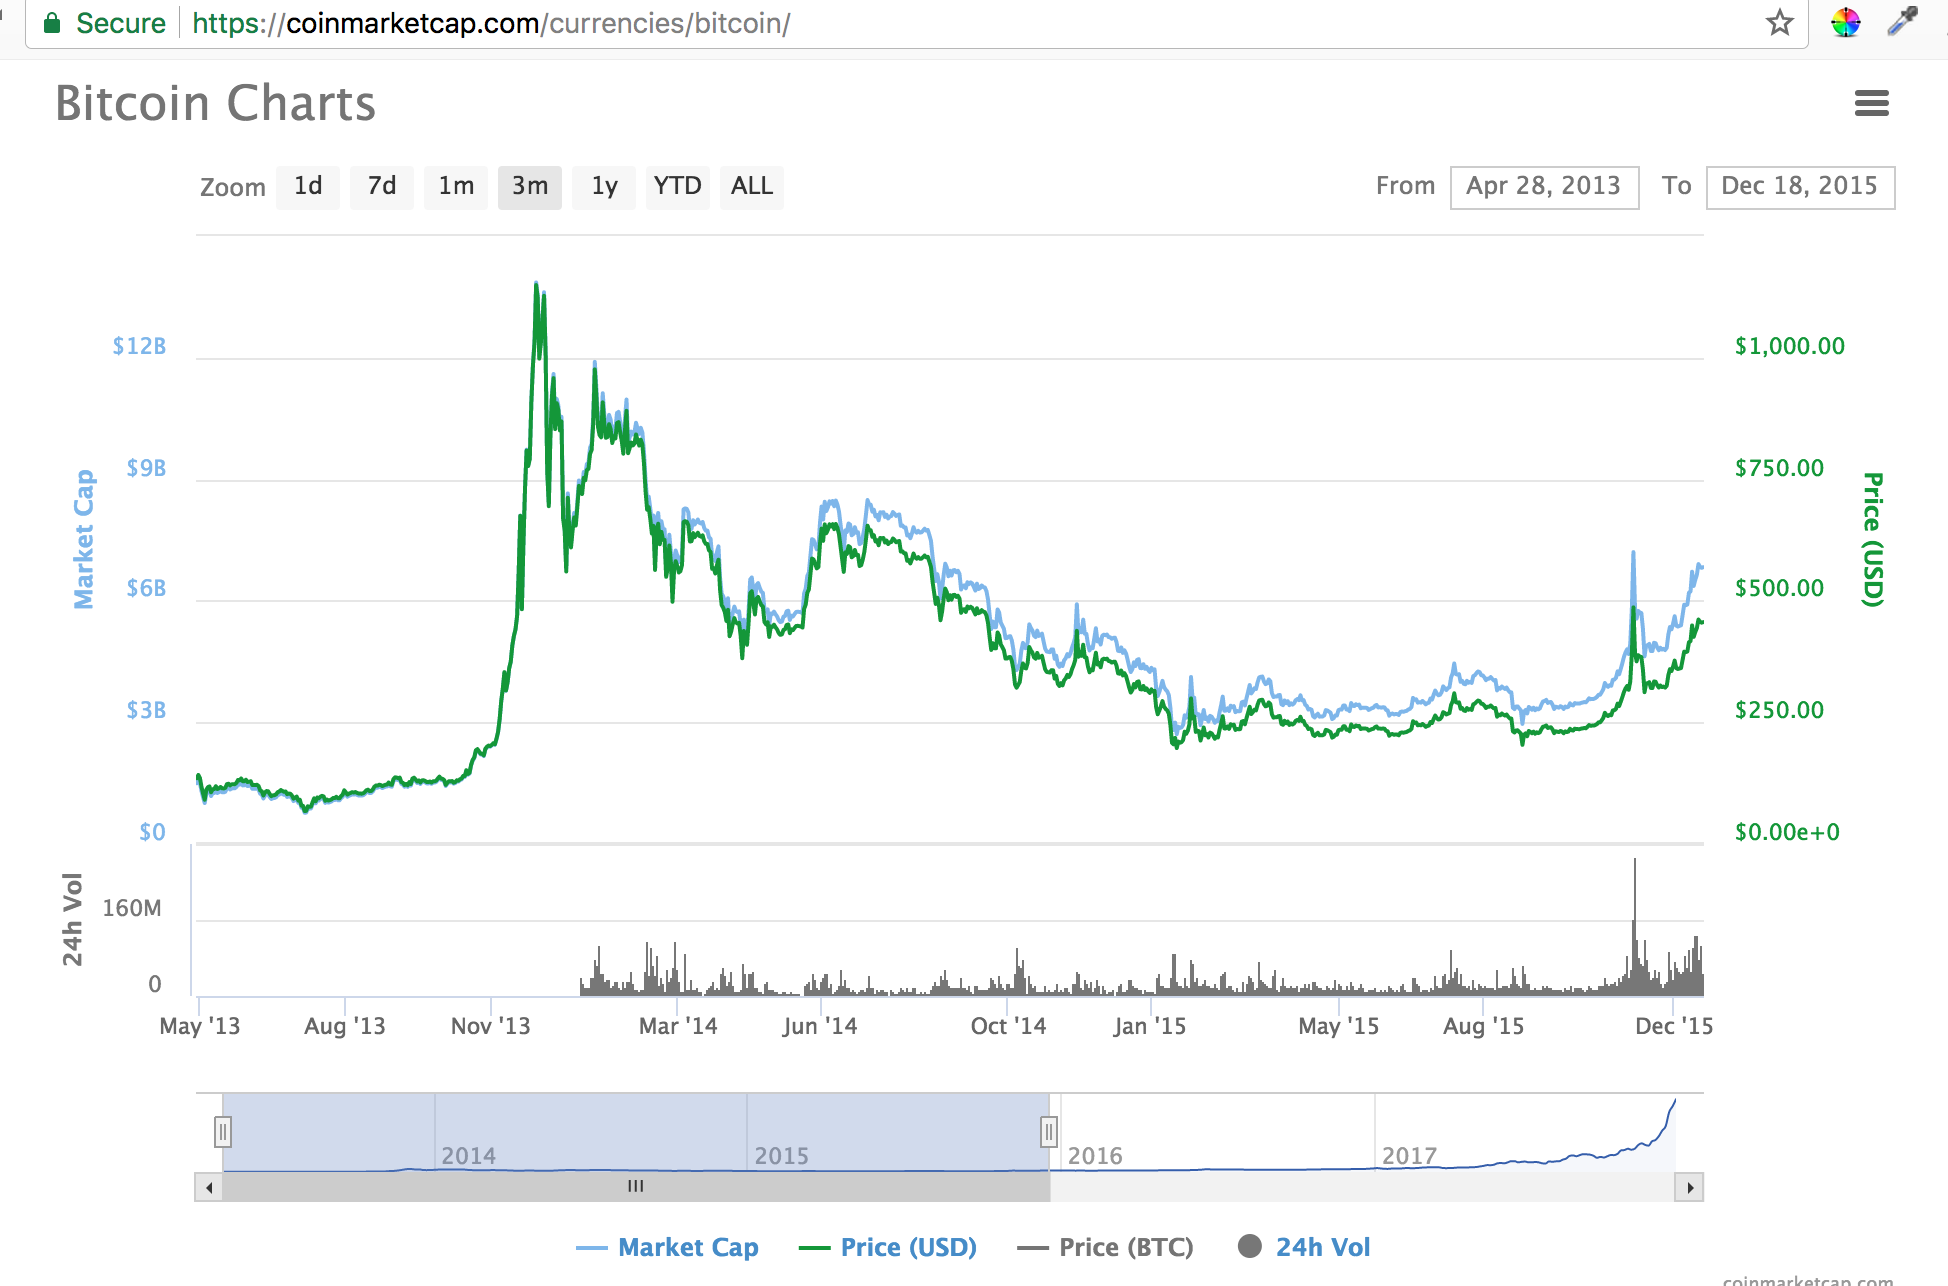 Secure https://coinmarketcap.com/currencies/bitcoin/
Bitcoin Charts
Zoom 1d 7d 1m 3m 1y YTD ALL From Apr 28, 2013 To Dec 18, 2015
Market Cap
$12B
$9B
$6B
$3B
$0
$1,000.00
$750.00
$500.00
$250.00
$0.00e+0
Price (USD)
24h Vol
160M
0
May '13 Aug '13 Nov '13 Mar '14 Jun '14 Oct '14 Jan '15 May '15 Aug '15 Dec '15
2014 2015 2016 2017
Market Cap Price (USD) Price (BTC) 24h Vol
coinmarketcap.com